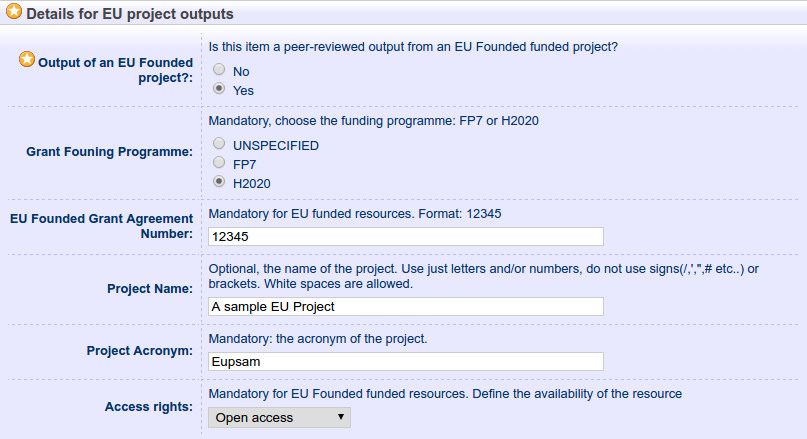 Details for EU project outputs
Is this item a peer-reviewed output from an EU Founded funded project?
Output of an EU Founded
project?:
No
Yes
Mandatory, choose the funding programme: FP7 or H2020
Grant Founing Programme:
UNSPECIFIED
FP7
H2020
EU Founded Grant Agreement
Number:
Mandatory for EU funded resources. Format: 12345
12345
Optional, the name of the project. Use just letters and/or numbers, do not use signs(/,',",# etc..) or
brackets. White spaces are allowed.
Project Name:
A sample EU Project
Mandatory: the acronym of the project.
Project Acronym:
Eupsam
Mandatory for EU Founded funded resources. Define the availability of the resource
Access rights:
Open access